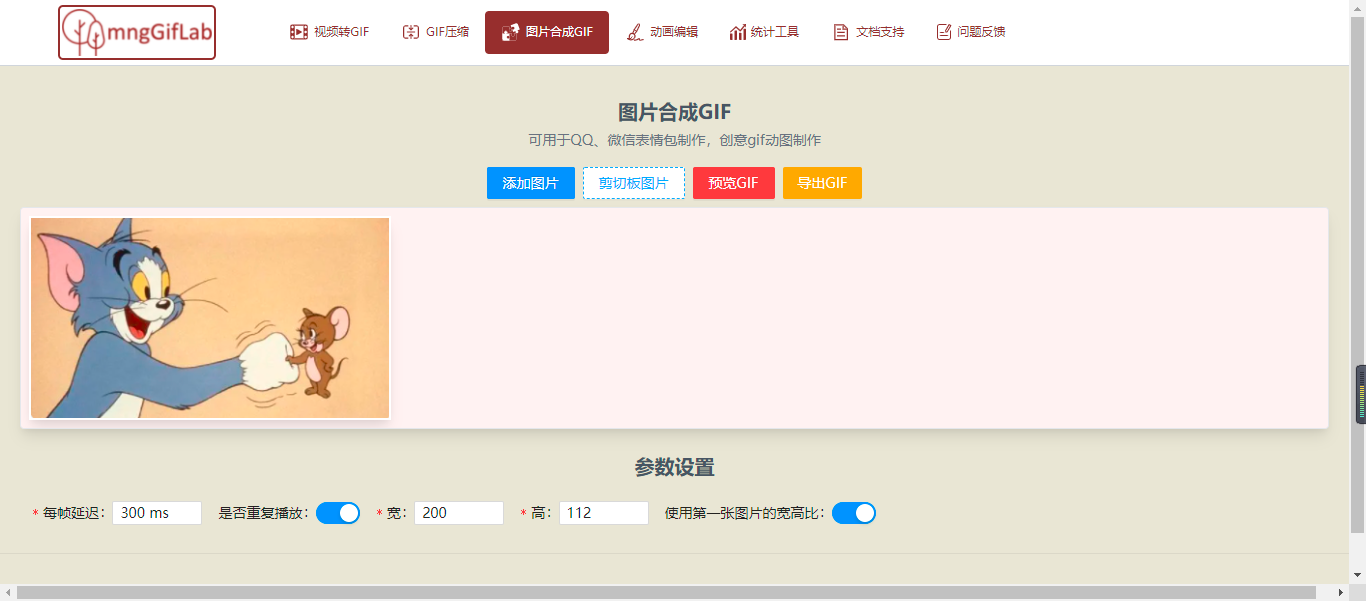 mngGifLab
视频转GIF
GIF压缩
图片合成GIF
动画编辑
统计工具
文档支持
问题反馈
图片合成GIF
可用于QQ、微信表情包制作，创意gif动图制作
添加图片
剪切板图片
预览GIF
导出GIF
参数设置
* 每帧延迟： 300 ms 是否重复播放： * 宽： 200 * 高： 112 使用第一张图片的宽高比：